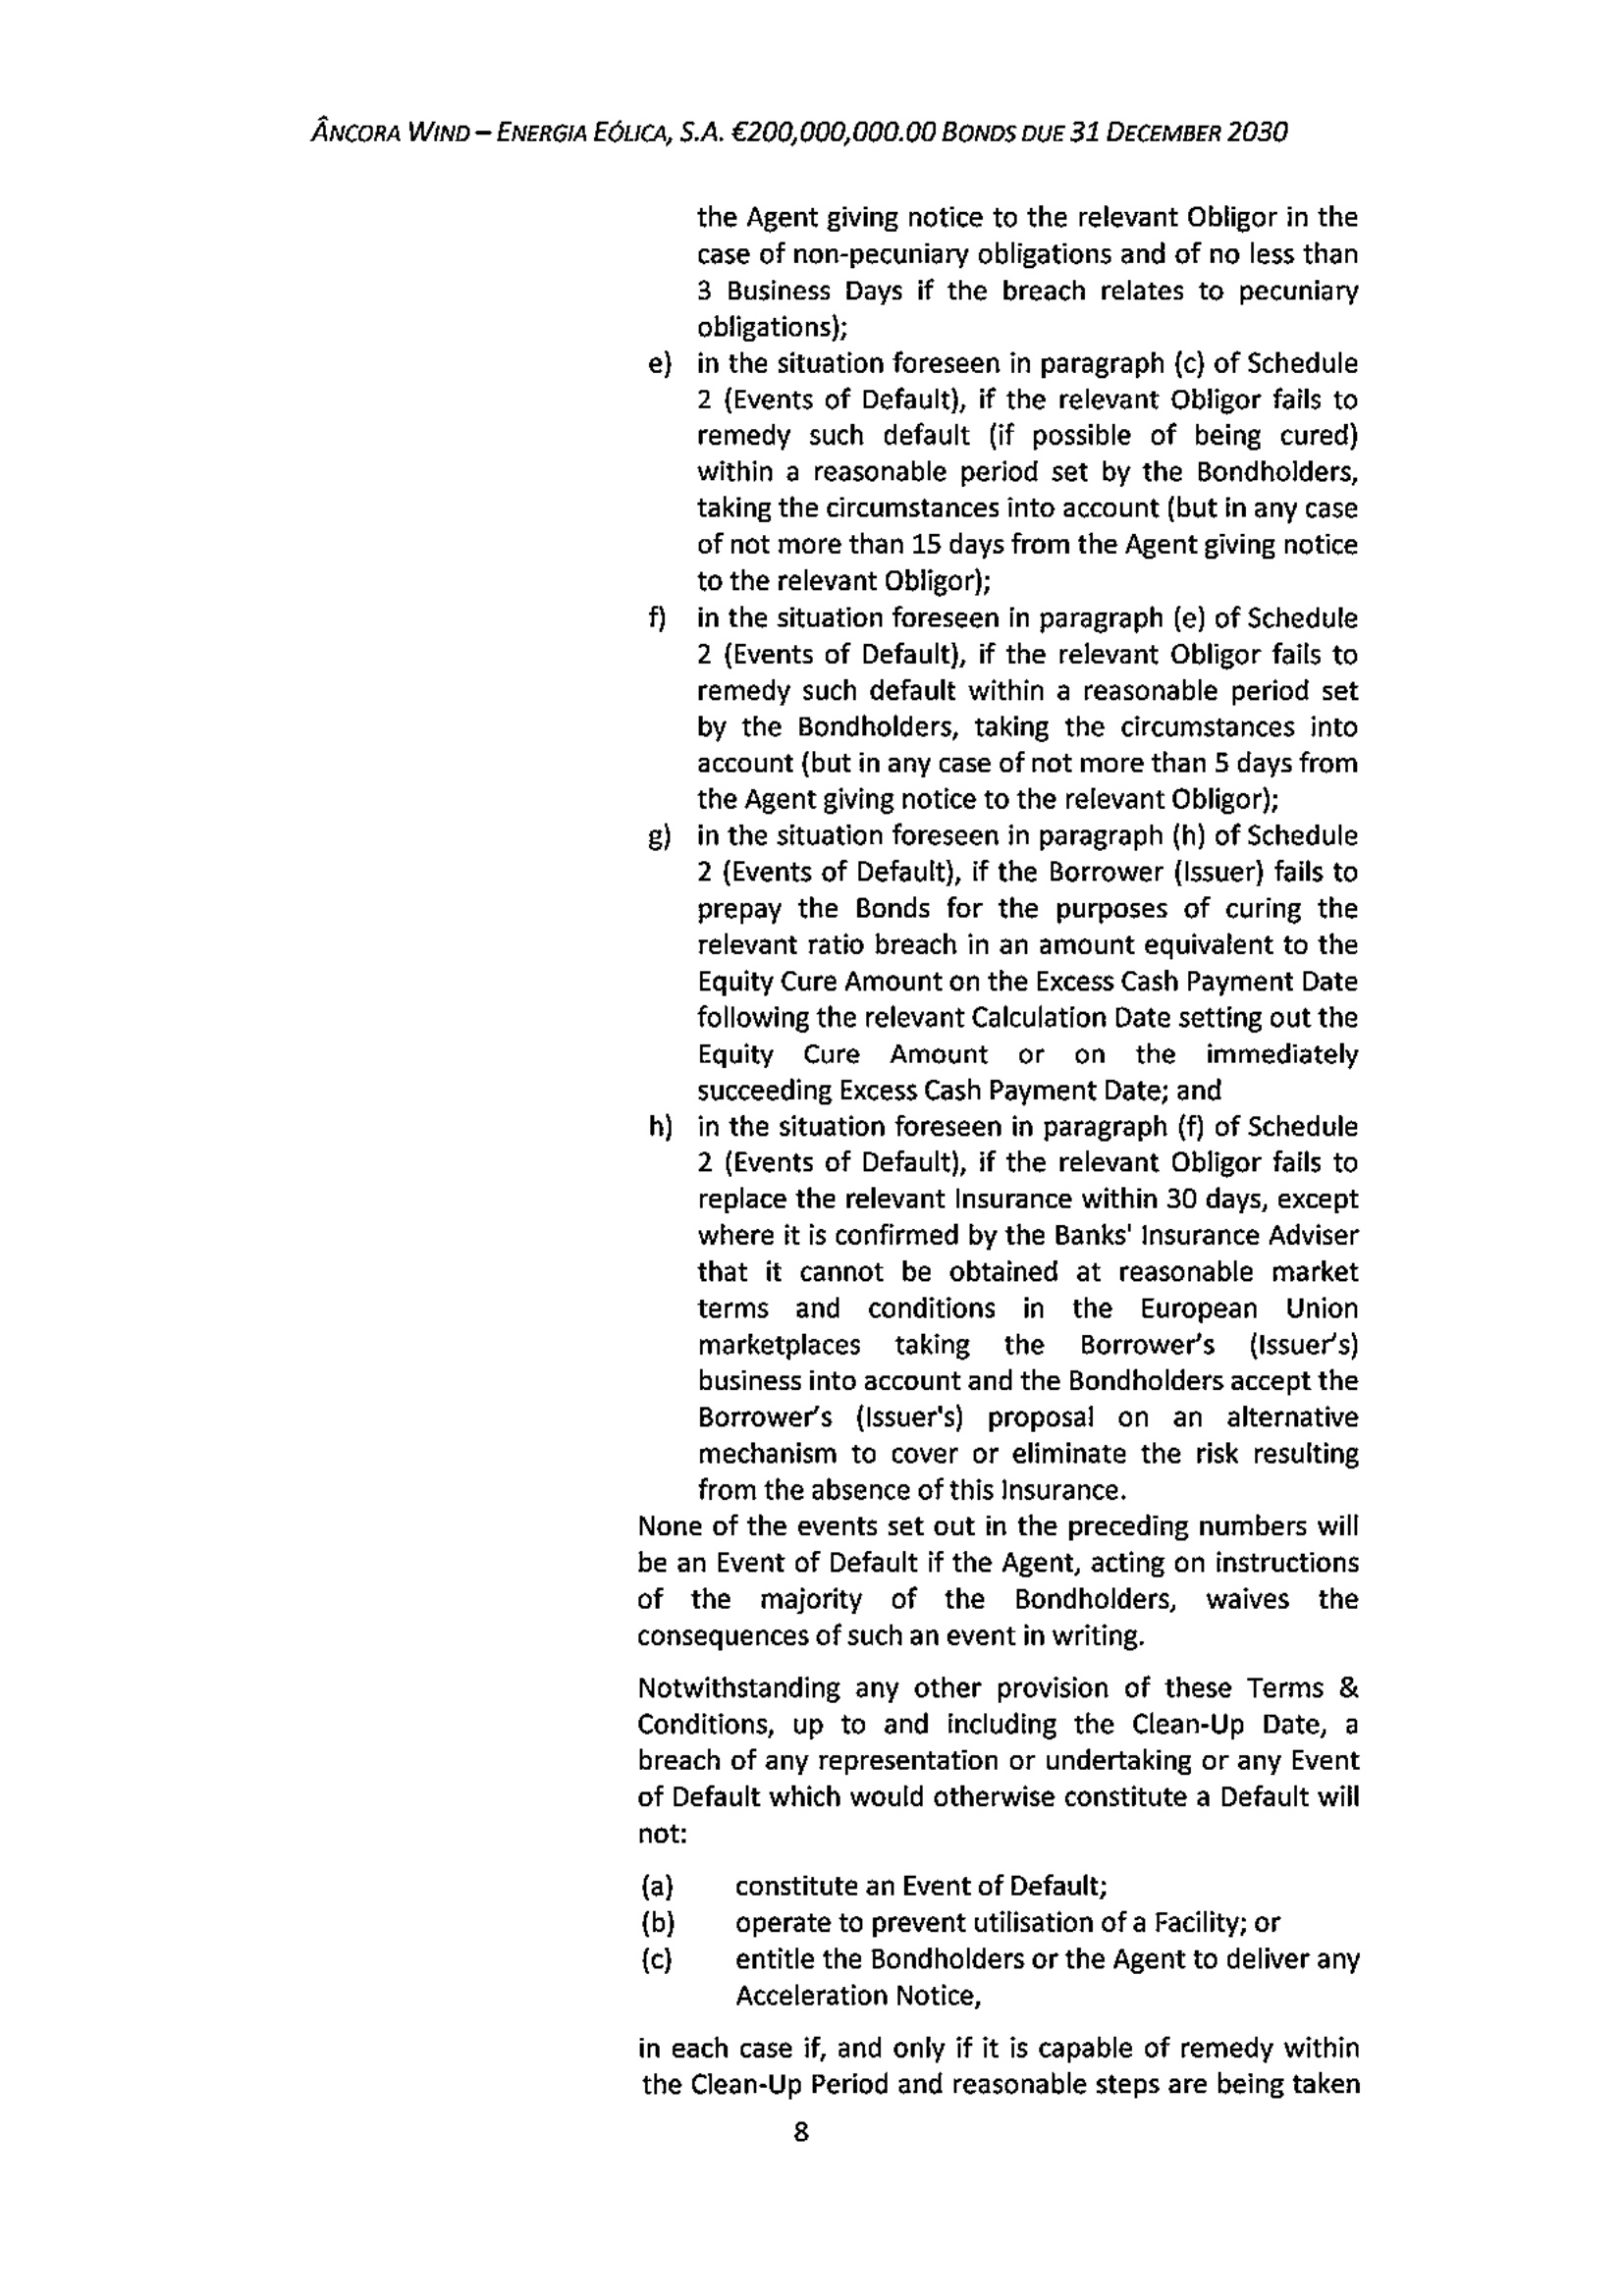 ÂNCORA WIND – ENERGIA EÓLICA, S.A. €200,000,000.00 BONDS DUE 31 DECEMBER 2030
the Agent giving notice to the relevant Obligor in the
case of non-pecuniary obligations and of no less than
3 Business Days if the breach relates to pecuniary
obligations);
e) in the situation foreseen in paragraph (c) of Schedule
2 (Events of Default), if the relevant Obligor fails to
remedy such default (if possible of being cured)
within a reasonable period set by the Bondholders,
taking the circumstances into account (but in any case
of not more than 15 days from the Agent giving notice
to the relevant Obligor);
f) in the situation foreseen in paragraph (e) of Schedule
2 (Events of Default), if the relevant Obligor fails to
remedy such default within a reasonable period set
by the Bondholders, taking the circumstances into
account (but in any case of not more than 5 days from
the Agent giving notice to the relevant Obligor);
g) in the situation foreseen in paragraph (h) of Schedule
2 (Events of Default), if the Borrower (Issuer) fails to
prepay the Bonds for the purposes of curing the
relevant ratio breach in an amount equivalent to the
Equity Cure Amount on the Excess Cash Payment Date
following the relevant Calculation Date setting out the
Equity Cure Amount or on the immediately
succeeding Excess Cash Payment Date; and
h) in the situation foreseen in paragraph (f) of Schedule
2 (Events of Default), if the relevant Obligor fails to
replace the relevant Insurance within 30 days, except
where it is confirmed by the Banks' Insurance Adviser
that it cannot be obtained at reasonable market
terms and conditions in the European Union
marketplaces taking the Borrower's (Issuer's)
business into account and the Bondholders accept the
Borrower's (Issuer's) proposal on an alternative
mechanism to cover or eliminate the risk resulting
from the absence of this Insurance.
None of the events set out in the preceding numbers will
be an Event of Default if the Agent, acting on instructions
of the majority of the Bondholders, waives the
consequences of such an event in writing.
Notwithstanding any other provision of these Terms &
Conditions, up to and including the Clean-Up Date, a
breach of any representation or undertaking or any Event
of Default which would otherwise constitute a Default will
not:
(a) constitute an Event of Default;
(b) operate to prevent utilisation of a Facility; or
(c) entitle the Bondholders or the Agent to deliver any
Acceleration Notice,
in each case if, and only if it is capable of remedy within
the Clean-Up Period and reasonable steps are being taken
8